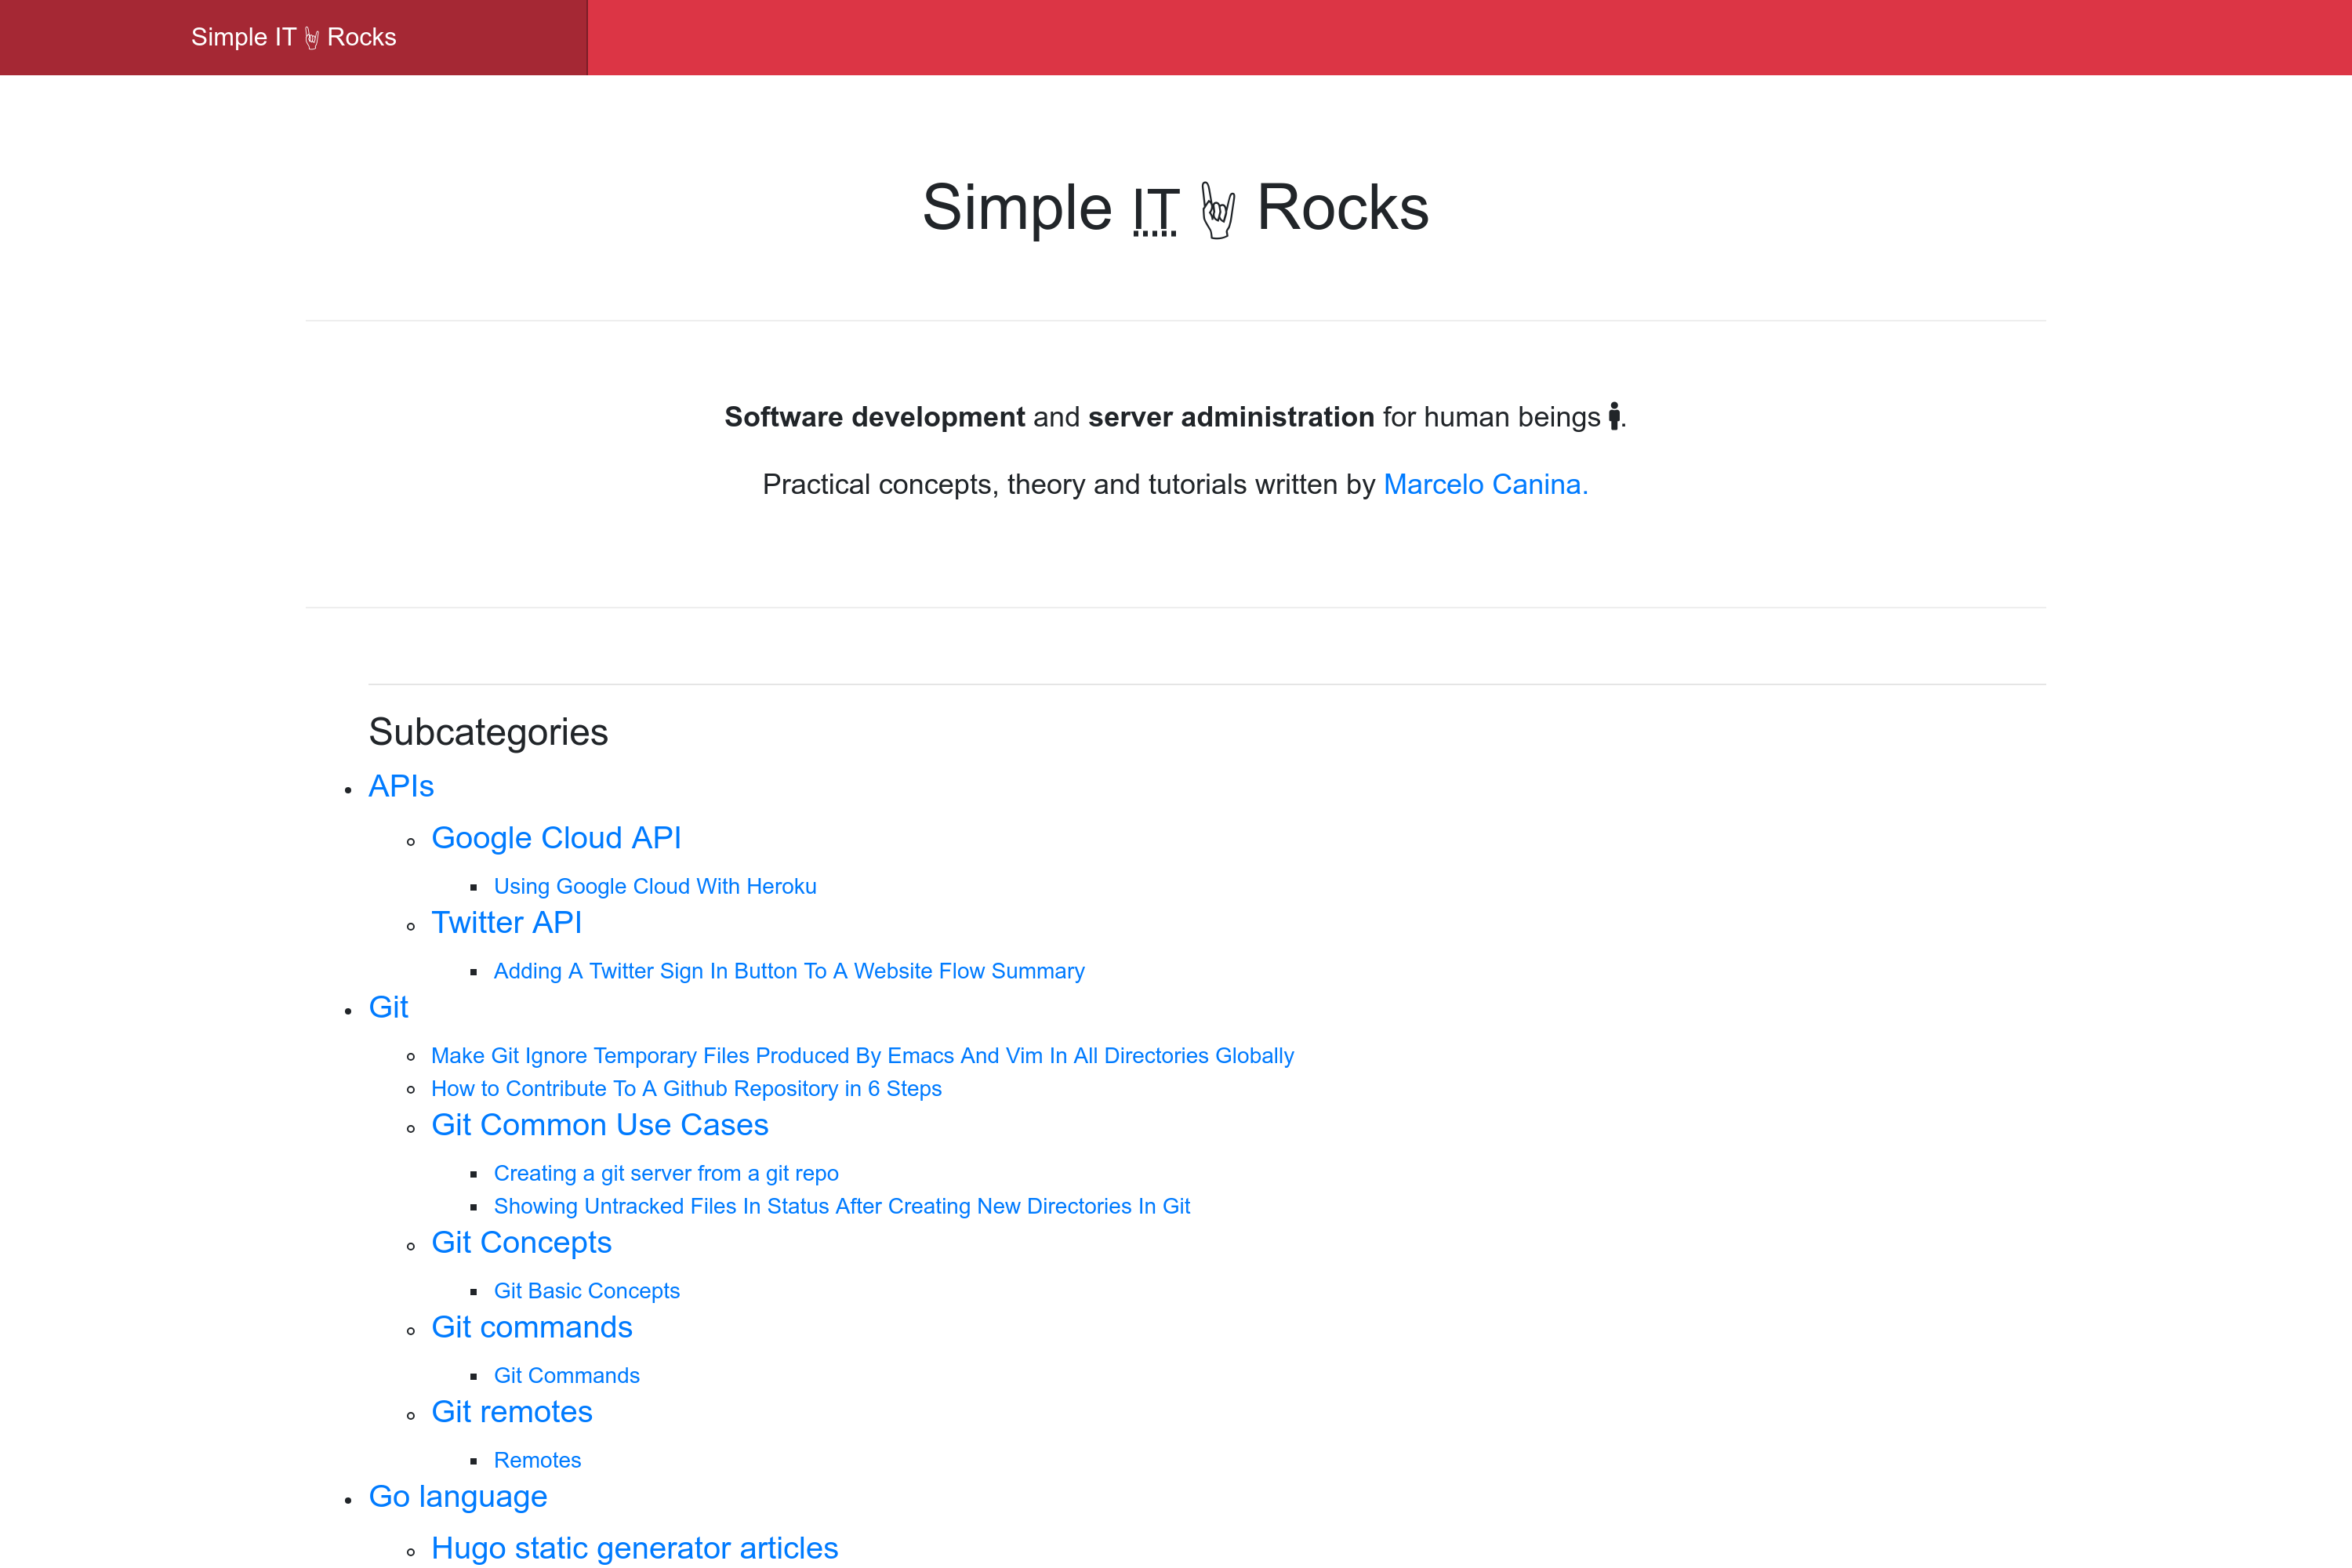 Simple IT 🤘 Rocks
Simple IT 🤘 Rocks
Software development and server administration for human beings .
Practical concepts, theory and tutorials written by Marcelo Canina.
Subcategories
APIs
Google Cloud API
Using Google Cloud With Heroku
Twitter API
Adding A Twitter Sign In Button To A Website Flow Summary
Git
Make Git Ignore Temporary Files Produced By Emacs And Vim In All Directories Globally
How to Contribute To A Github Repository in 6 Steps
Git Common Use Cases
Creating a git server from a git repo
Showing Untracked Files In Status After Creating New Directories In Git
Git Concepts
Git Basic Concepts
Git commands
Git Commands
Git remotes
Remotes
Go language
Hugo static generator articles